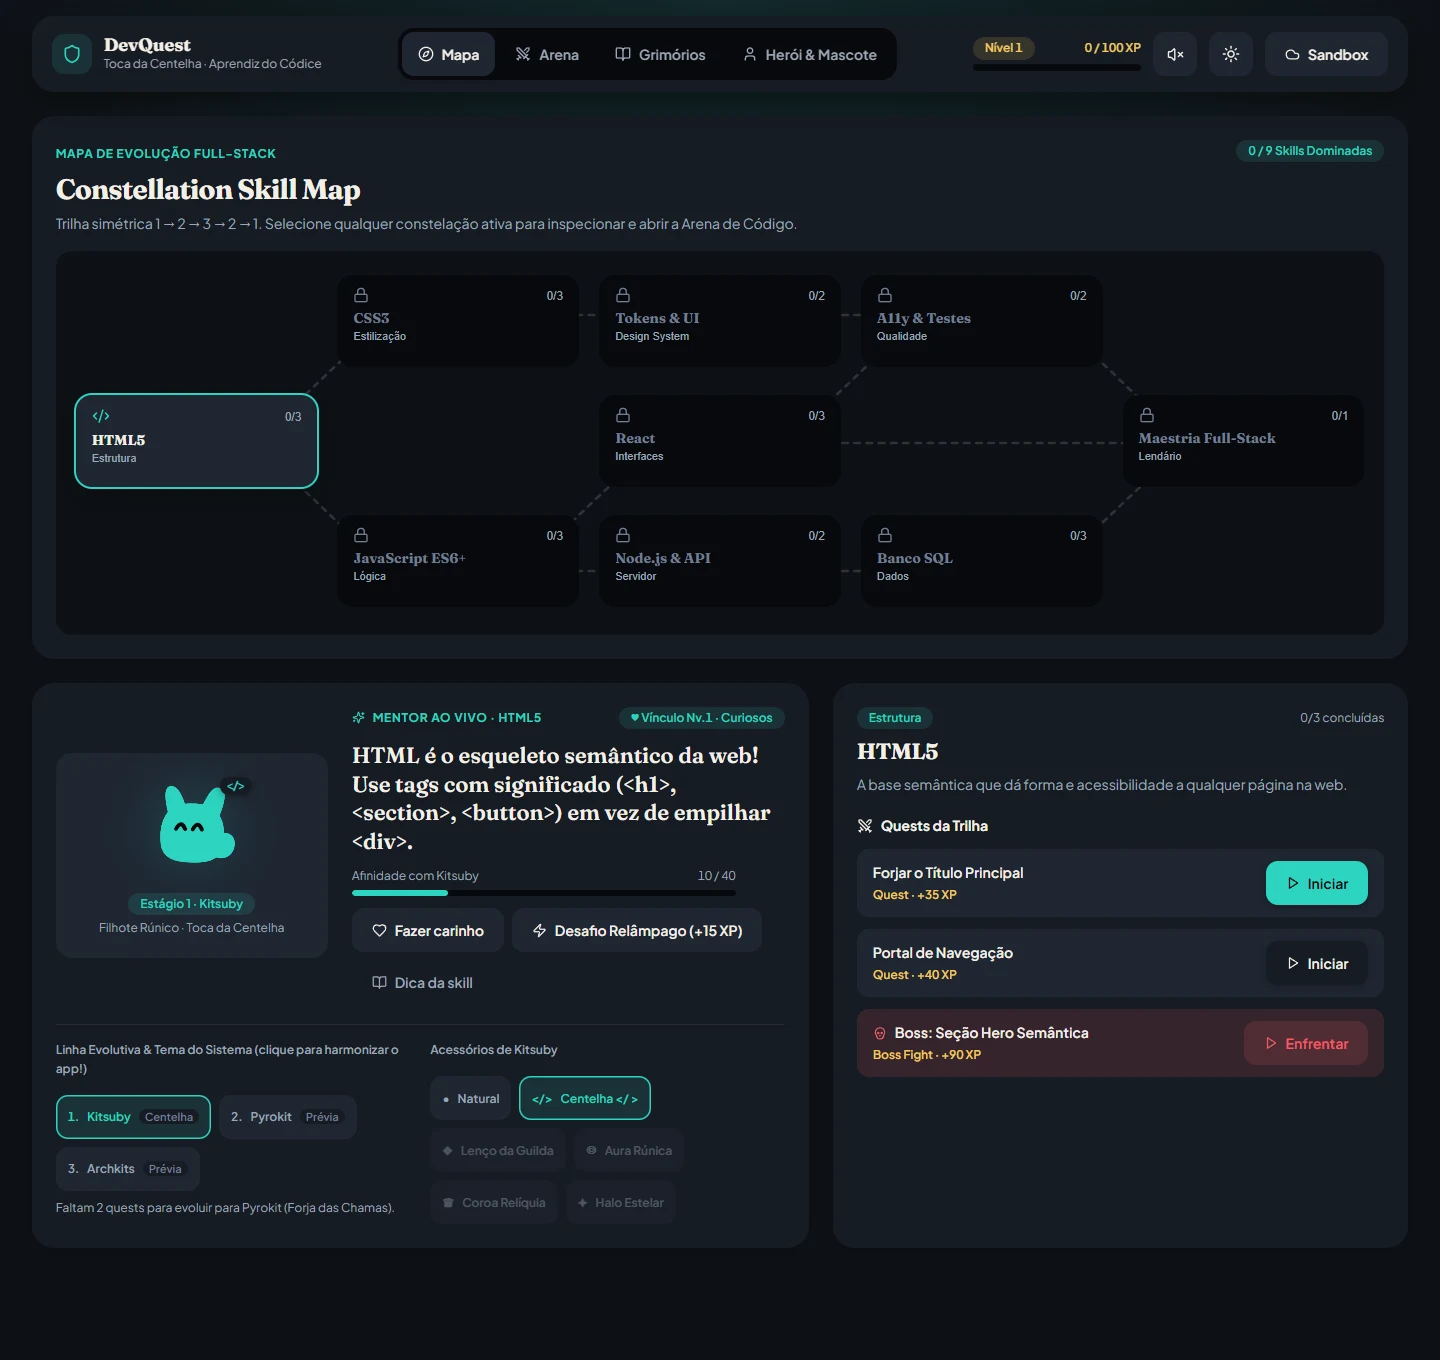 DevQuest
Toca da Centelha · Aprendiz do Códice
Mapa
Arena
Grimórios
Herói & Mascote
Nível 1
0 / 100 XP
Sandbox
MAPA DE EVOLUÇÃO FULL-STACK
0 / 9 Skills Dominadas
Constellation Skill Map
Trilha simétrica 1 → 2 → 3 → 2 → 1. Selecione qualquer constelação ativa para inspecionar e abrir a Arena de Código.
0/3
CSS3
Estilização
0/2
Tokens & UI
Design System
0/2
A11y & Testes
Qualidade
</>
0/3
HTML5
Estrutura
0/3
React
Interfaces
0/1
Maestria Full-Stack
Lendário
0/3
JavaScript ES6+
Lógica
0/2
Node.js & API
Servidor
0/3
Banco SQL
Dados
</>
Estágio 1 · Kitsuby
Filhote Rúnico · Toca da Centelha
MENTOR AO VIVO · HTML5
♥ Vínculo Nv.1 · Curiosos
HTML é o esqueleto semântico da web!
Use tags com significado (<h1>,
<section>, <button>) em vez de empilhar
<div>.
Afinidade com Kitsuby
10 / 40
Fazer carinho
Desafio Relâmpago (+15 XP)
Dica da skill
Linha Evolutiva & Tema do Sistema (clique para harmonizar o
app!)
1. Kitsuby Centelha
2. Pyrokit Prévia
3. Archkits Prévia
Faltam 2 quests para evoluir para Pyrokit (Forja das Chamas).
Acessórios de Kitsuby
● Natural
</> Centelha </>
◆ Lenço da Guilda
Aura Rúnica
Coroa Relíquia
✦ Halo Estelar
Estrutura
0/3 concluídas
HTML5
A base semântica que dá forma e acessibilidade a qualquer página na web.
Quests da Trilha
Forjar o Título Principal
Quest · +35 XP
Iniciar
Portal de Navegação
Quest · +40 XP
Iniciar
Boss: Seção Hero Semântica
Boss Fight · +90 XP
Enfrentar